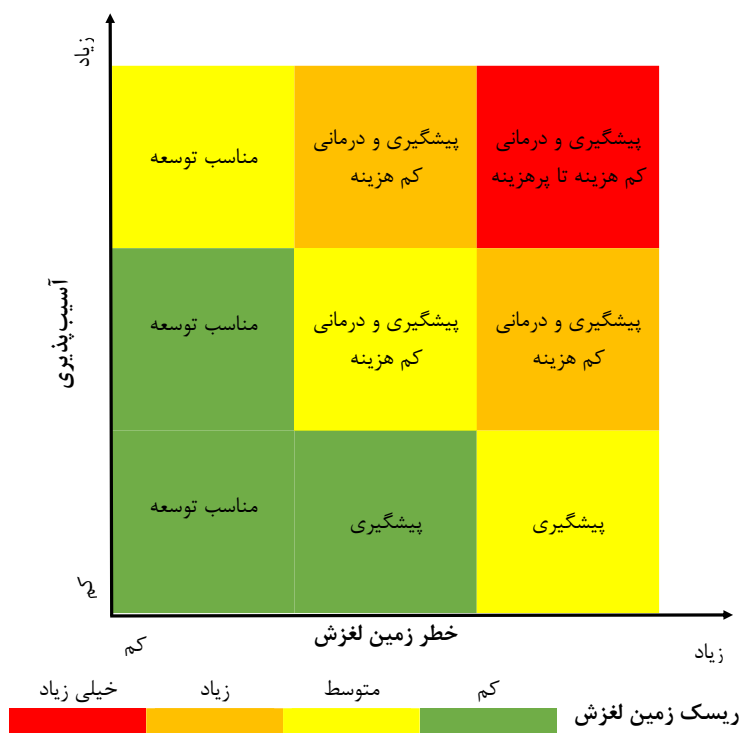 زیاد
مناسب توسعه
پیشگیری و درمانی
کم هزینه
پیشگیری و درمانی
کم هزینه تا پرهزینه
آسیب‌پذیری
مناسب توسعه
پیشگیری و درمانی
کم هزینه
پیشگیری و درمانی
کم هزینه
مناسب توسعه
پیشگیری
پیشگیری
کم
کم
خطر زمین لغزش
زیاد
خیلی زیاد
زیاد
متوسط
کم
ریسک زمین لغزش